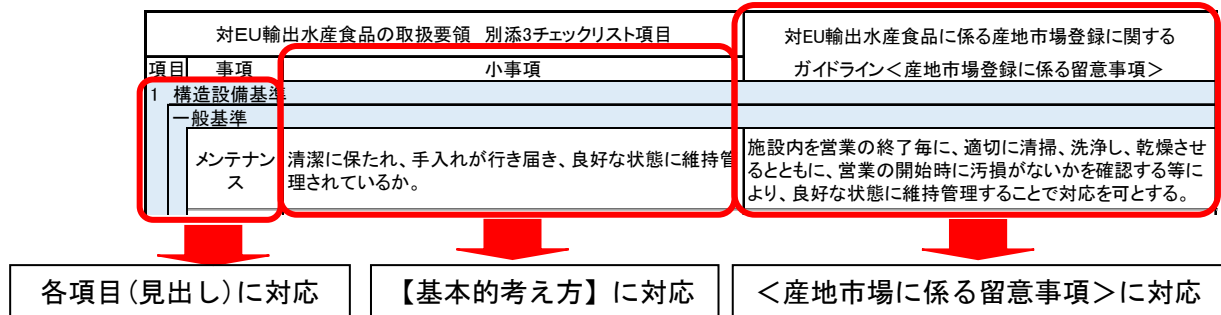 対EU輸出水産食品の取扱要領 別添3チェックリスト項目
対EU輸出水産食品に係る産地市場登録に関する
ガイドライン＜産地市場登録に係る留意事項＞
項目 事項 小事項
1 構造設備基準
一般基準
メンテナン
ス
清潔に保たれ、手入れが行き届き、良好な状態に維持管
理されているか。
施設内を営業の終了毎に、適切に清掃、洗浄し、乾燥させ
るとともに、営業の開始時に汚損がないかを確認する等に
より、良好な状態に維持管理することで対応を可とする。
各項目（見出し）に対応
【基本的考え方】に対応
＜産地市場に係る留意事項＞に対応